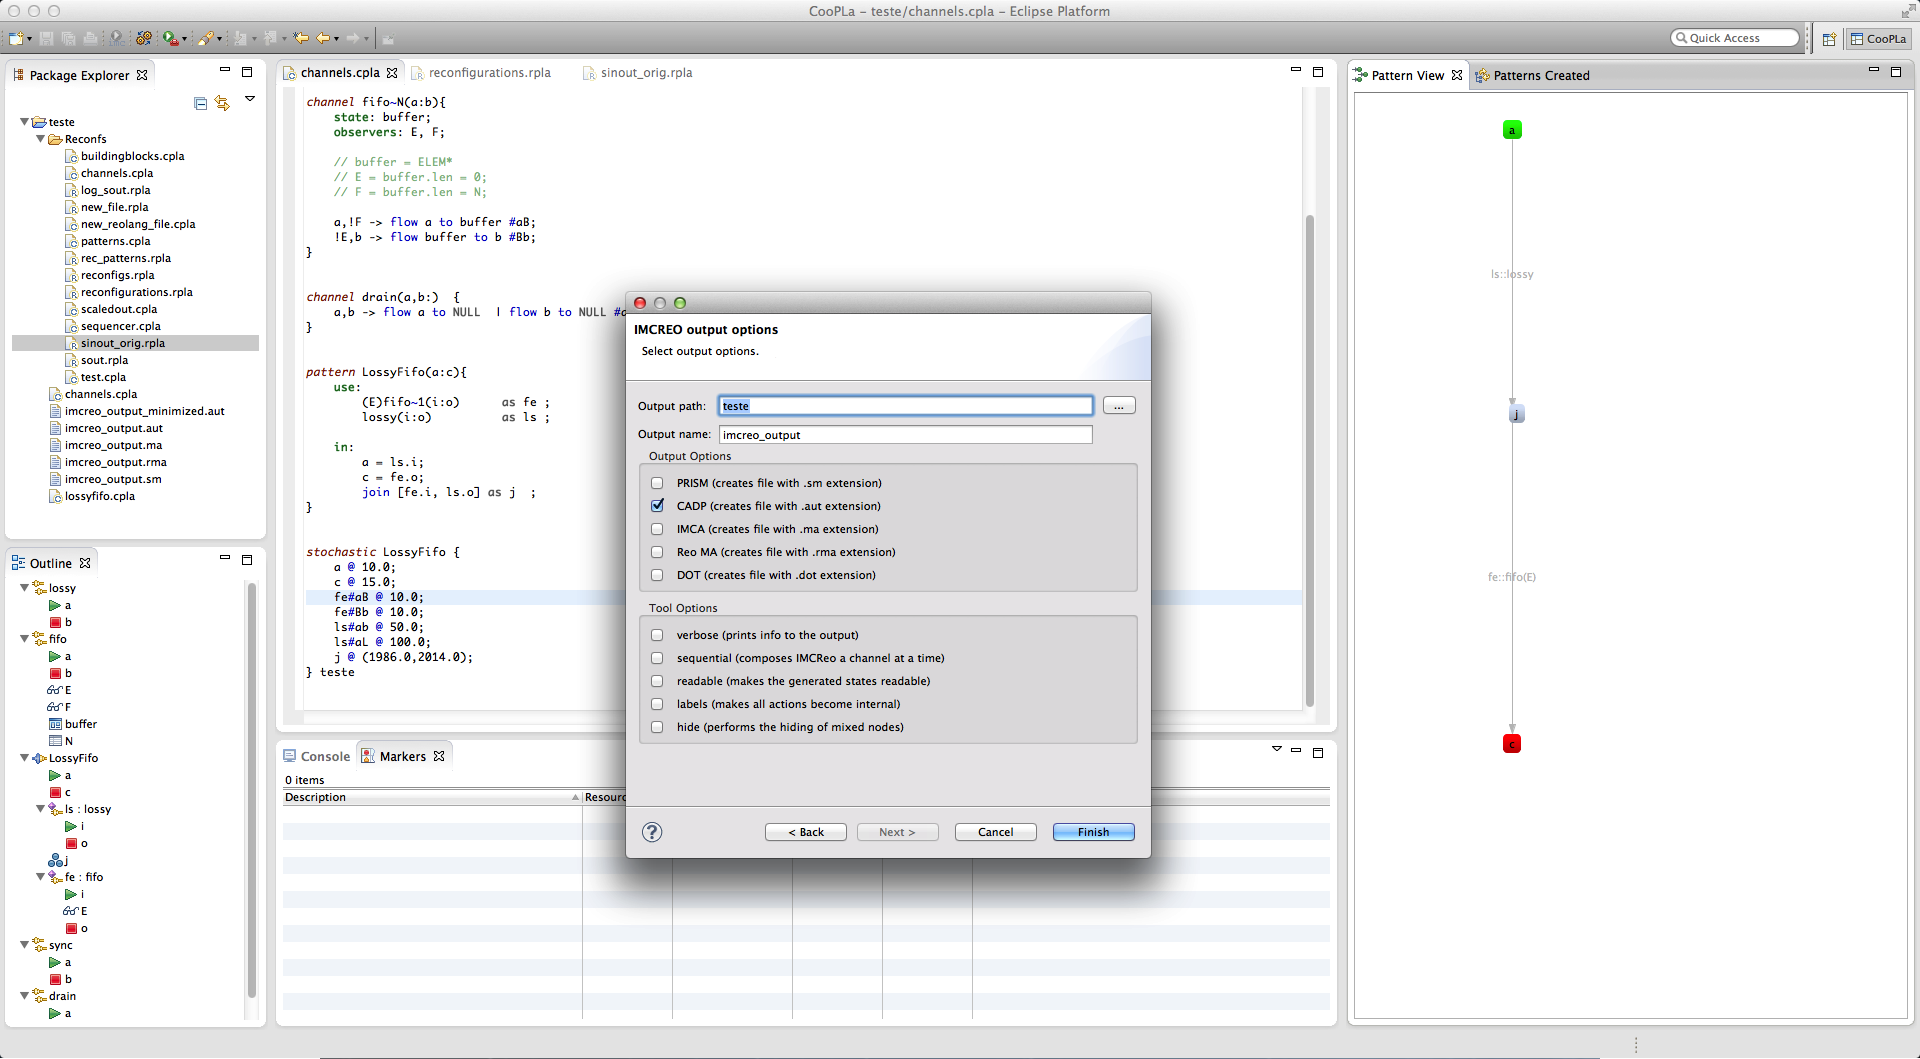 CooPLa – teste/channels.cpla – Eclipse Platform
Quick Access
CooPLa
Package Explorer
teste
Reconfs
buildingblocks.cpla
channels.cpla
log_sout.rpla
new_file.rpla
new_reolang_file.cpla
patterns.cpla
rec_patterns.rpla
reconfigs.rpla
reconfigurations.rpla
scaledout.cpla
sequencer.cpla
sinout_orig.rpla
sout.rpla
test.cpla
channels.cpla
imcreo_output_minimized.aut
imcreo_output.aut
imcreo_output.ma
imcreo_output.rma
imcreo_output.sm
lossyfifo.cpla
Outline
lossy
a
b
fifo
a
b
E
F
buffer
N
LossyFifo
a
c
ls : lossy
i
o
j
fe : fifo
i
E
o
sync
a
b
drain
a
channels.cpla
reconfigurations.rpla
sinout_orig.rpla
channel fifo~N(a:b){
state: buffer;
observers: E, F;
// buffer = ELEM*
// E = buffer.len = 0;
// F = buffer.len = N;
a,!F -> flow a to buffer #aB;
!E,b -> flow buffer to b #Bb;
}
channel drain(a,b:) {
a,b -> flow a to NULL | flow b to NULL
}
pattern LossyFifo(a:c){
use:
(E)fifo~1(i:o) as fe ;
lossy(i:o) as ls ;
in:
a = ls.i;
c = fe.o;
join [fe.i, ls.o] as j ;
}
stochastic LossyFifo {
a @ 10.0;
c @ 15.0;
fe#aB @ 10.0;
fe#Bb @ 10.0;
ls#ab @ 50.0;
ls#aL @ 100.0;
j @ (1986.0,2014.0);
} teste
IMCREO output options
Select output options.
Output path: teste ...
Output name: imcreo_output
Output Options
PRISM (creates file with .sm extension)
CADP (creates file with .aut extension)
IMCA (creates file with .ma extension)
Reo MA (creates file with .rma extension)
DOT (creates file with .dot extension)
Tool Options
verbose (prints info to the output)
sequential (composes IMCReo a channel at a time)
readable (makes the generated states readable)
labels (makes all actions become internal)
hide (performs the hiding of mixed nodes)
? < Back Next > Cancel Finish
Console
Markers
0 items
Description
Pattern View
Patterns Created
a
ls::lossy
j
fe::fifo(E)
c